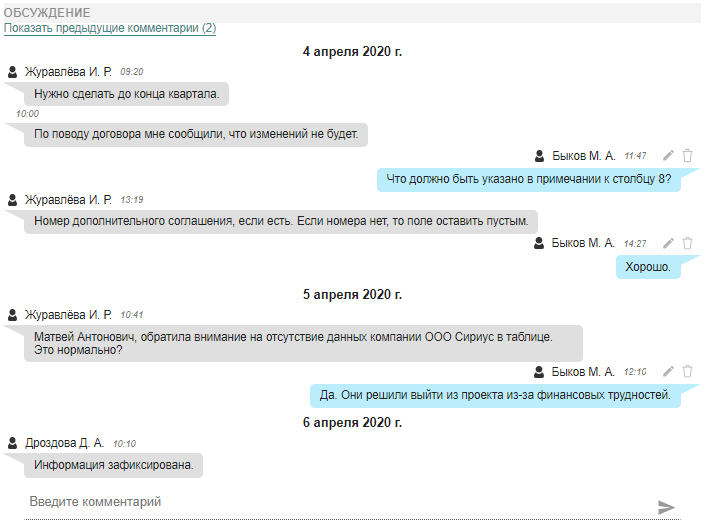 ОБСУЖДЕНИЕ
Показать предыдущие комментарии (2)
4 апреля 2020 г.
Журавлёва И. Р. 09:20
Нужно сделать до конца квартала.
10:00
По поводу договора мне сообщили, что изменений не будет.
Быков М. А. 11:47
Что должно быть указано в примечании к столбцу 8?
Журавлёва И. Р. 13:19
Номер дополнительного соглашения, если есть. Если номера нет, то поле оставить пустым.
Быков М. А. 14:27
Хорошо.
5 апреля 2020 г.
Журавлёва И. Р. 10:41
Матвей Антонович, обратила внимание на отсутствие данных компании ООО Сириус в таблице.
Это нормально?
Быков М. А. 12:10
Да. Они решили выйти из проекта из-за финансовых трудностей.
6 апреля 2020 г.
Дроздова Д. А. 10:10
Информация зафиксирована.
Введите комментарий